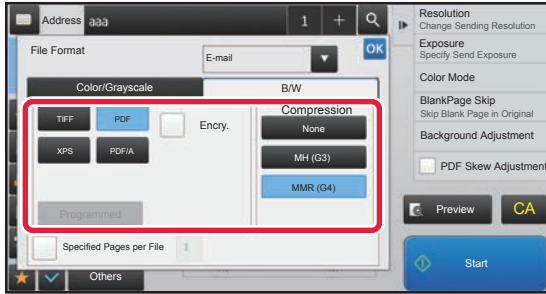 Address aaa 1 +
File Format
E-mail
OK
Color/Grayscale
B/W
TIFF
PDF
Encry.
XPS
PDF/A
Programmed
Compression
None
MH (G3)
MMR (G4)
Specified Pages per File 1
Others
Resolution
Change Sending Resolution
Exposure
Specify Send Exposure
Color Mode
BlankPage Skip
Skip Blank Page in Original
Background Adjustment
PDF Skew Adjustment
Preview
CA
Start